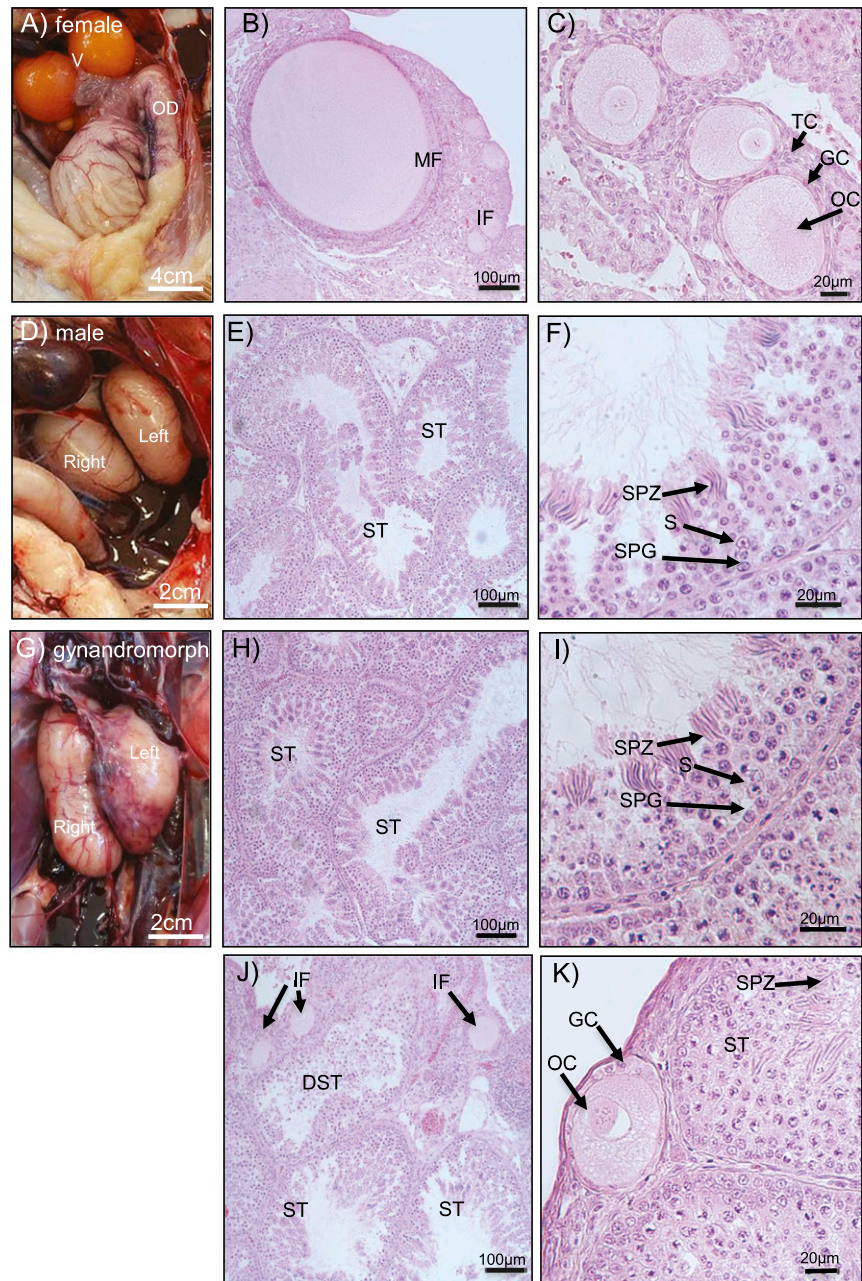 A) female
V
OD
4cm
B)
MF
IF
100µm
C)
TC
GC
OC
20µm
D) male
Left
Right
2cm
E)
ST
ST
100µm
F)
SPZ
S
SPG
20µm
G) gynandromorph
Left
Right
2cm
H)
ST
ST
100µm
I)
SPZ
S
SPG
20µm
J)
IF
IF
DST
ST
ST
100µm
K)
SPZ
GC
ST
OC
20µm